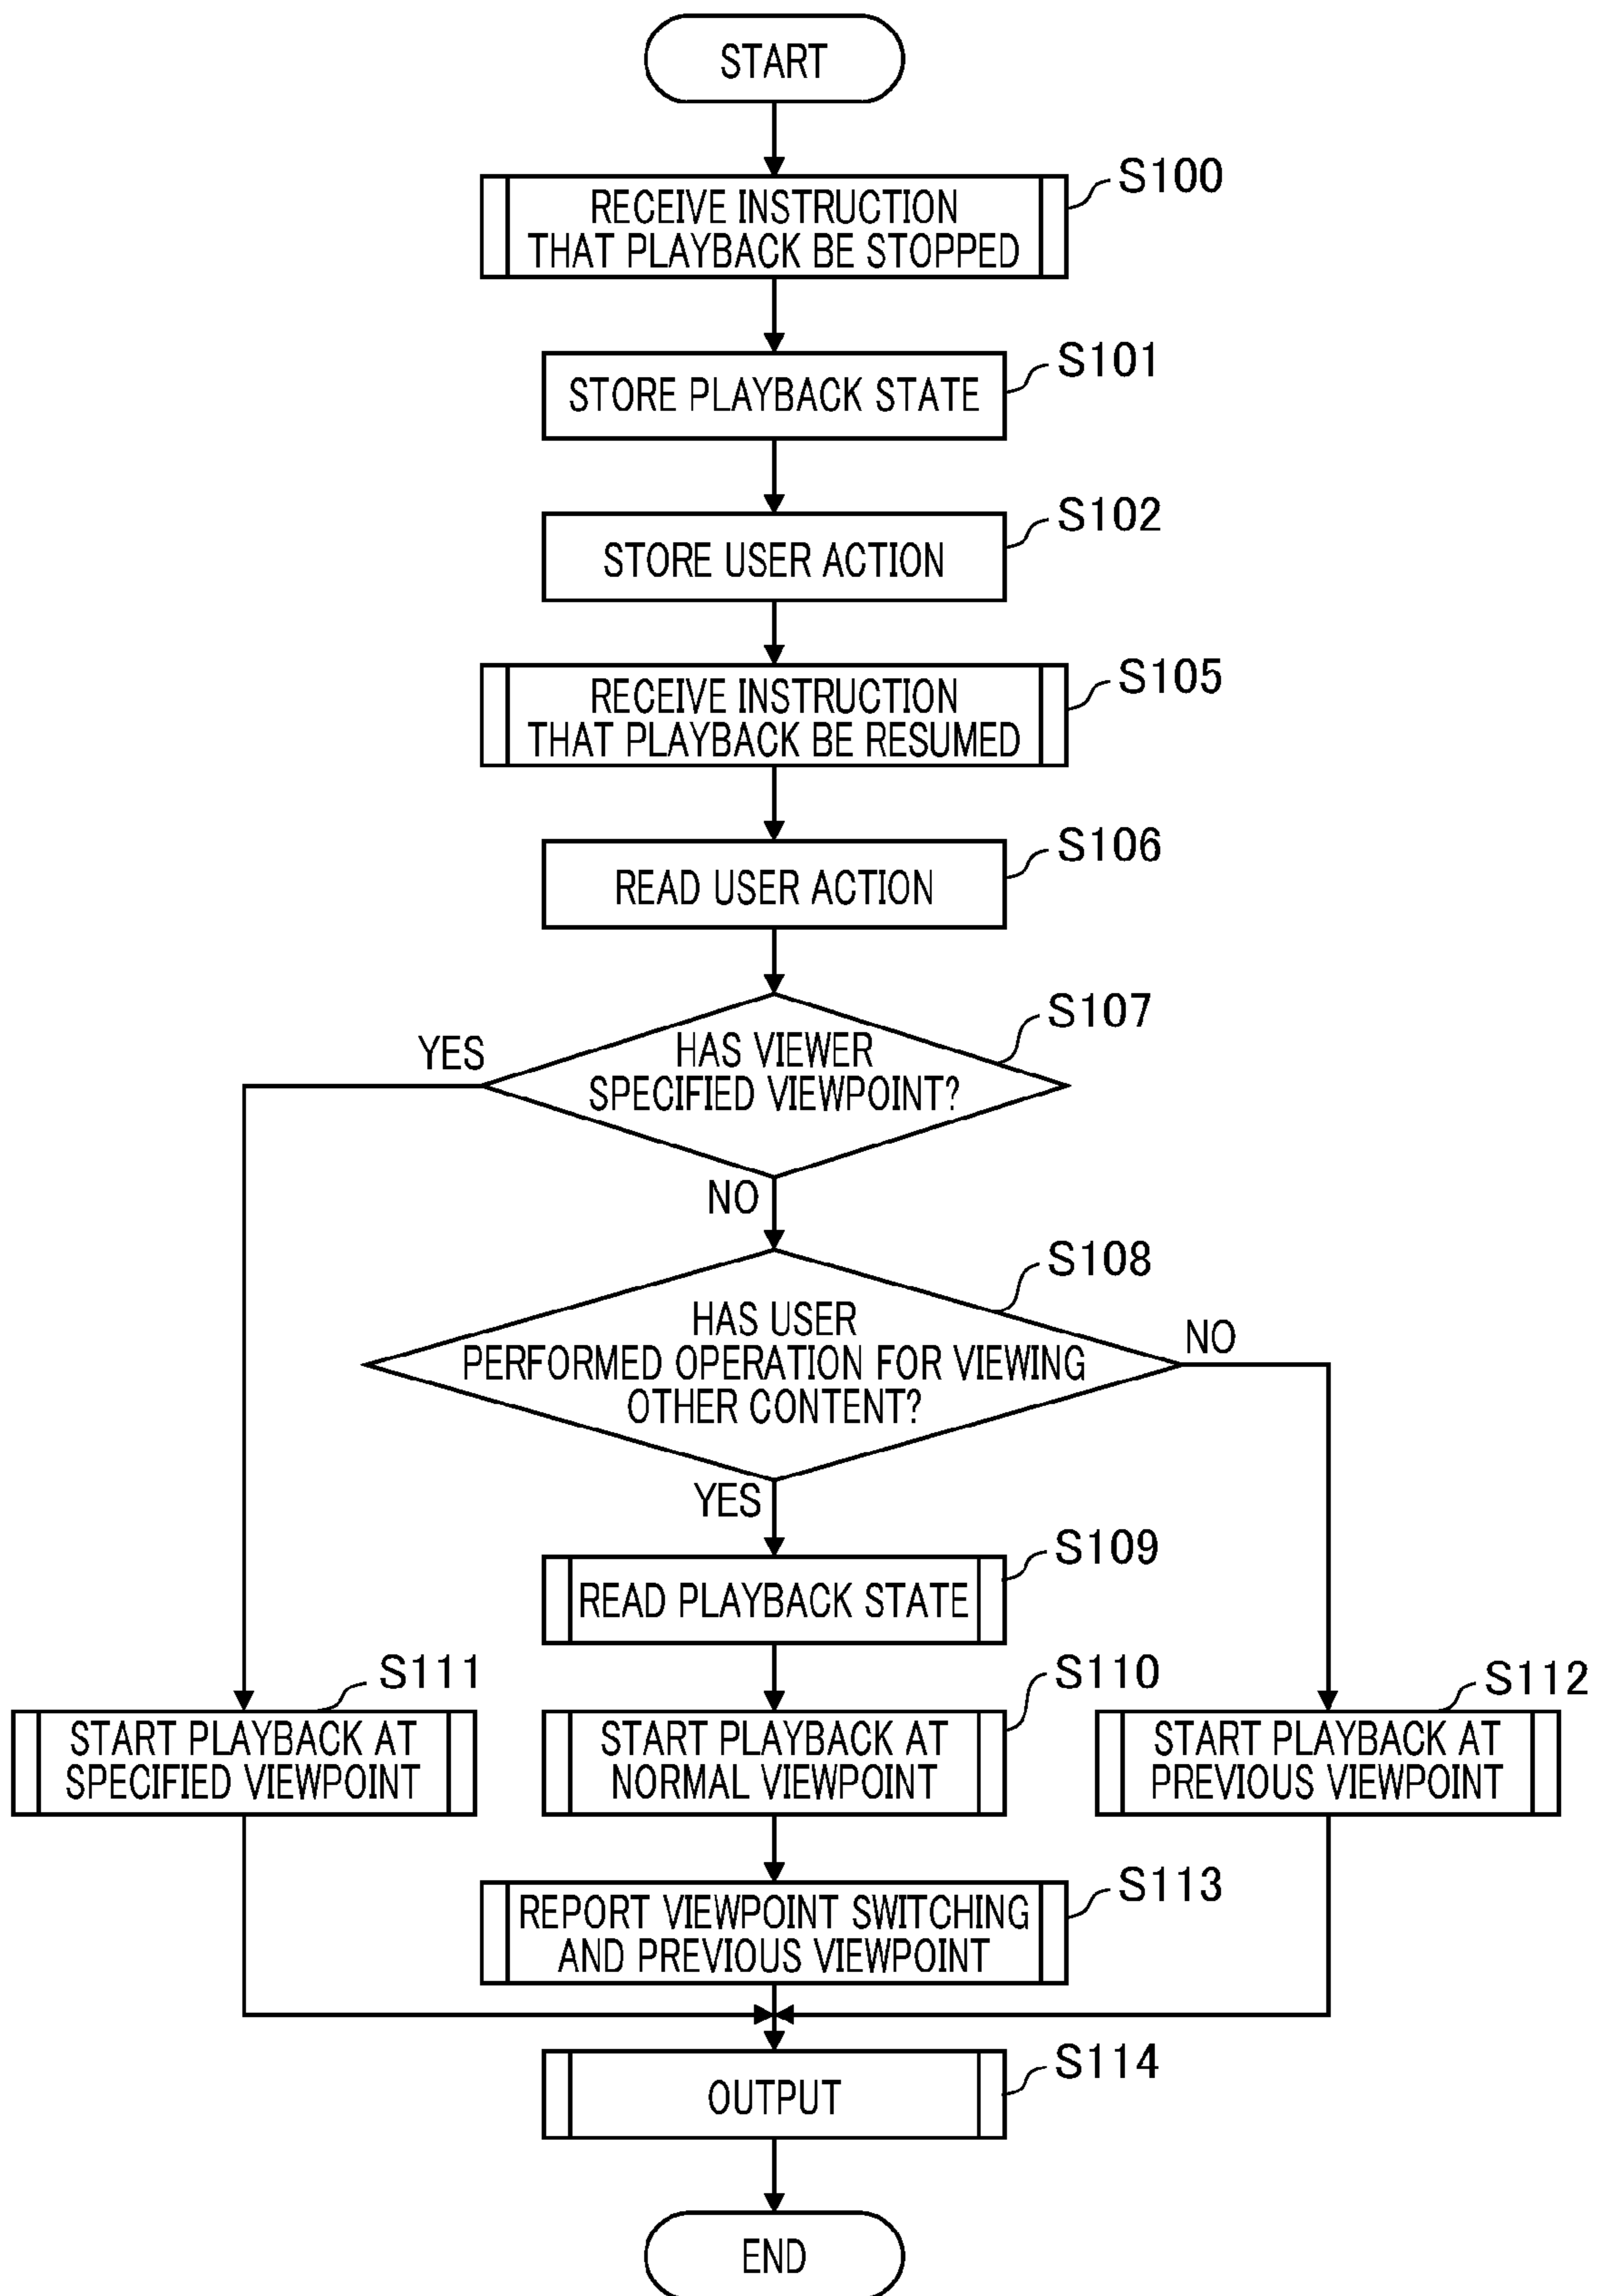 START
S100
RECEIVE INSTRUCTION
THAT PLAYBACK BE STOPPED
S101
STORE PLAYBACK STATE
S102
STORE USER ACTION
S105
RECEIVE INSTRUCTION
THAT PLAYBACK BE RESUMED
S106
READ USER ACTION
S107
YES
HAS VIEWER
SPECIFIED VIEWPOINT?
NO
S108
HAS USER
PERFORMED OPERATION FOR VIEWING
OTHER CONTENT?
NO
YES
S109
READ PLAYBACK STATE
S111
START PLAYBACK AT
SPECIFIED VIEWPOINT
S110
START PLAYBACK AT
NORMAL VIEWPOINT
S112
START PLAYBACK AT
PREVIOUS VIEWPOINT
S113
REPORT VIEWPOINT SWITCHING
AND PREVIOUS VIEWPOINT
S114
OUTPUT
END